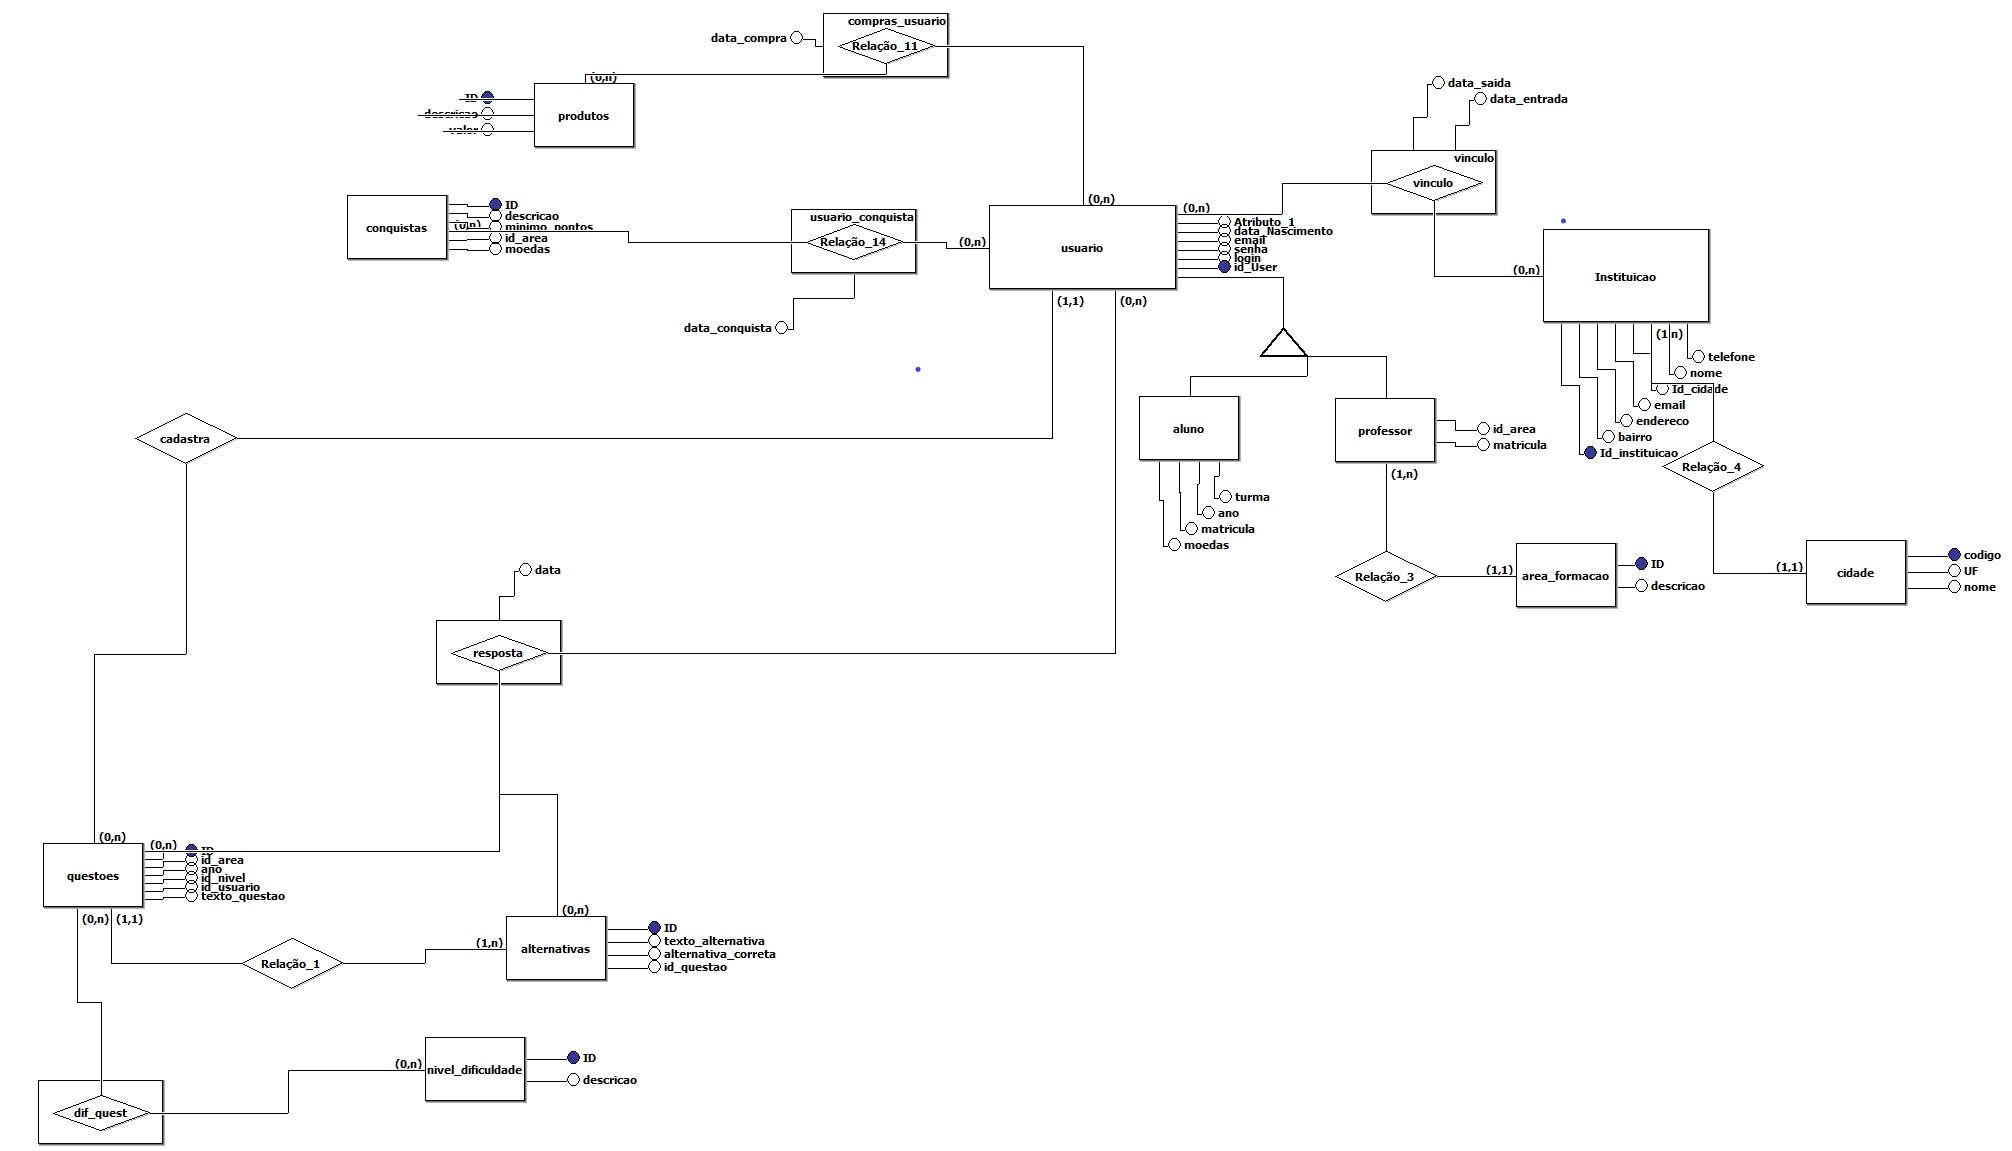 compras_usuario
data_compra
Relação_11
(0,n)
ID
descricao
valor
produtos
data_saida
data_entrada
vinculo
vinculo
(0,n)
(0,n)
conquistas
ID
descricao
(0,n)
minimo_pontos
id_area
moedas
usuario_conquista
Relação_14
(0,n)
data_conquista
usuario
Atributo_1
data_Nascimento
email
senha
login
id_User
(1,1)
(0,n)
(0,n)
Instituicao
(1,n)
telefone
nome
Id_cidade
email
endereco
bairro
Id_instituicao
Relação_4
cadastra
aluno
turma
ano
matricula
moedas
professor
id_area
matricula
(1,n)
Relação_3
(1,1)
area_formacao
ID
descricao
(1,1)
cidade
codigo
UF
nome
data
resposta
(0,n)
(0,n)
questoes
ID
id_area
ano
id_nivel
id_usuario
texto_questao
(0,n)
(1,1)
Relação_1
(1,n)
(0,n)
alternativas
ID
texto_alternativa
alternativa_correta
id_questao
(0,n)
nivel_dificuldade
ID
descricao
dif_quest